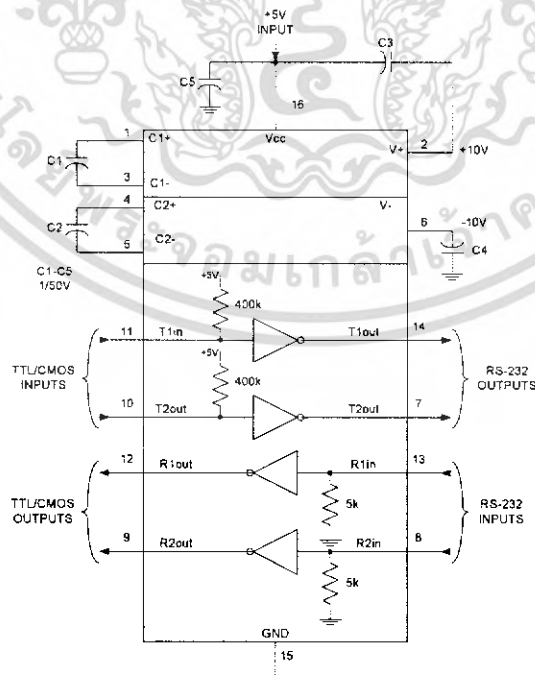 +5V
INPUT
C3
C5
16
1 C1+ Vcc V+ 2 +10V
C1
3 C1-
4 C2+ V-
C2 6 -10V
5 C2- C4
C1-C5
1/50V
+5V
400k
11 T1in T1out 14
TTL/CMOS
INPUTS
+5V
400k
RS-232
OUTPUTS
10 T2out T2out 7
12 R1out R1in 13
TTL/CMOS
OUTPUTS
5k
RS-232
INPUTS
9 R2out R2in 8
5k
GND
15